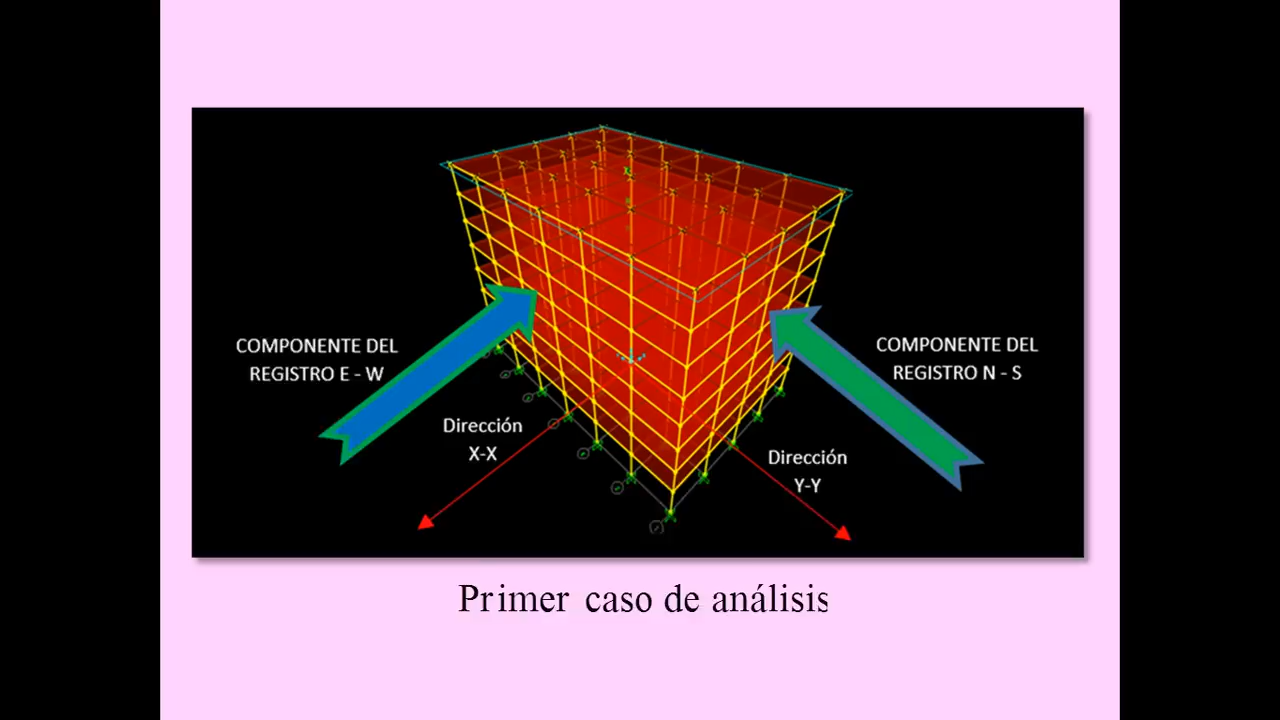 COMPONENTE DEL
REGISTRO E - W
COMPONENTE DEL
REGISTRO N - S
Dirección
X-X
Dirección
Y-Y
Primer caso de análisis